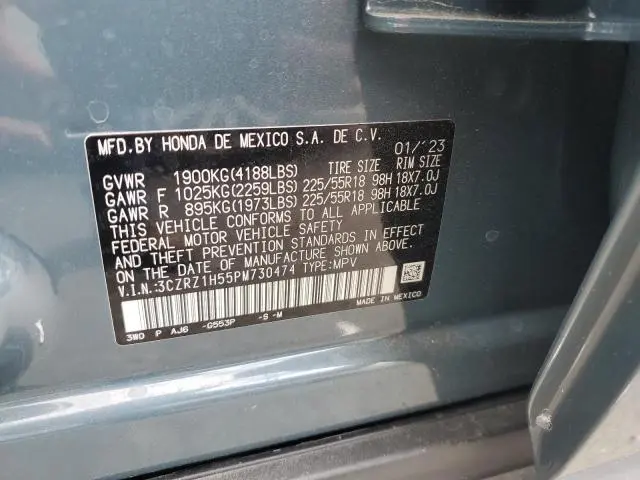 MFD.BY HONDA DE MEXICO S.A. DE C.V. 01/'23
GVWR 1900KG(4188LBS) TIRE SIZE RIM SIZE
GAWR F 1025KG(2259LBS) 225/55R18 98H 18X7.0J
GAWR R 895KG(1973LBS) 225/55R18 98H 18X7.0J
THIS VEHICLE CONFORMS TO ALL APPLICABLE
FEDERAL MOTOR VEHICLE SAFETY
AND THEFT PREVENTION STANDARDS IN EFFECT
ON THE DATE OF MANUFACTURE SHOWN ABOVE.
V.I.N.:3CZRZ1H55PM730474 TYPE:MPV
MADE IN MEXICO
3W0 P AJ6 -G553P -S -M